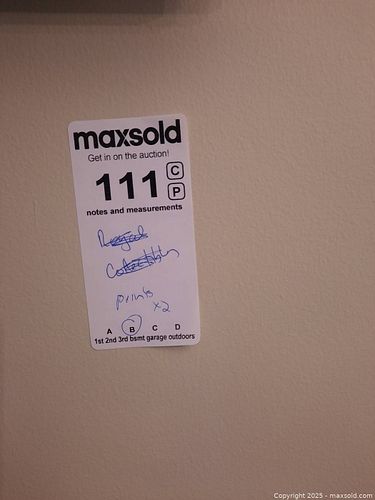 maxsold
Get in on the auction!
111 C
P
notes and measurements
prints
x2
A B C D
1st 2nd 3rd bsmt garage outdoors
Copyright 2025 - maxsold.com